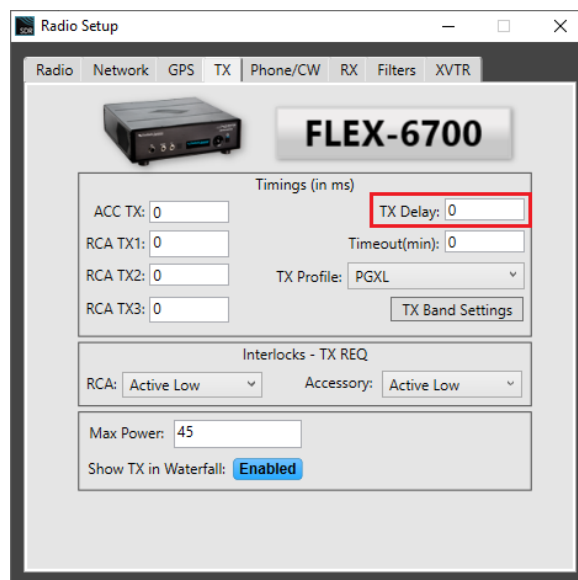 Radio Setup
Radio Network GPS TX Phone/CW RX Filters XVTR
FLEX-6700
Timings (in ms)
ACC TX: 0 TX Delay: 0
RCA TX1: 0 Timeout(min): 0
RCA TX2: 0 TX Profile: PGXL
RCA TX3: 0 TX Band Settings
Interlocks - TX REQ
RCA: Active Low Accessory: Active Low
Max Power: 45
Show TX in Waterfall: Enabled